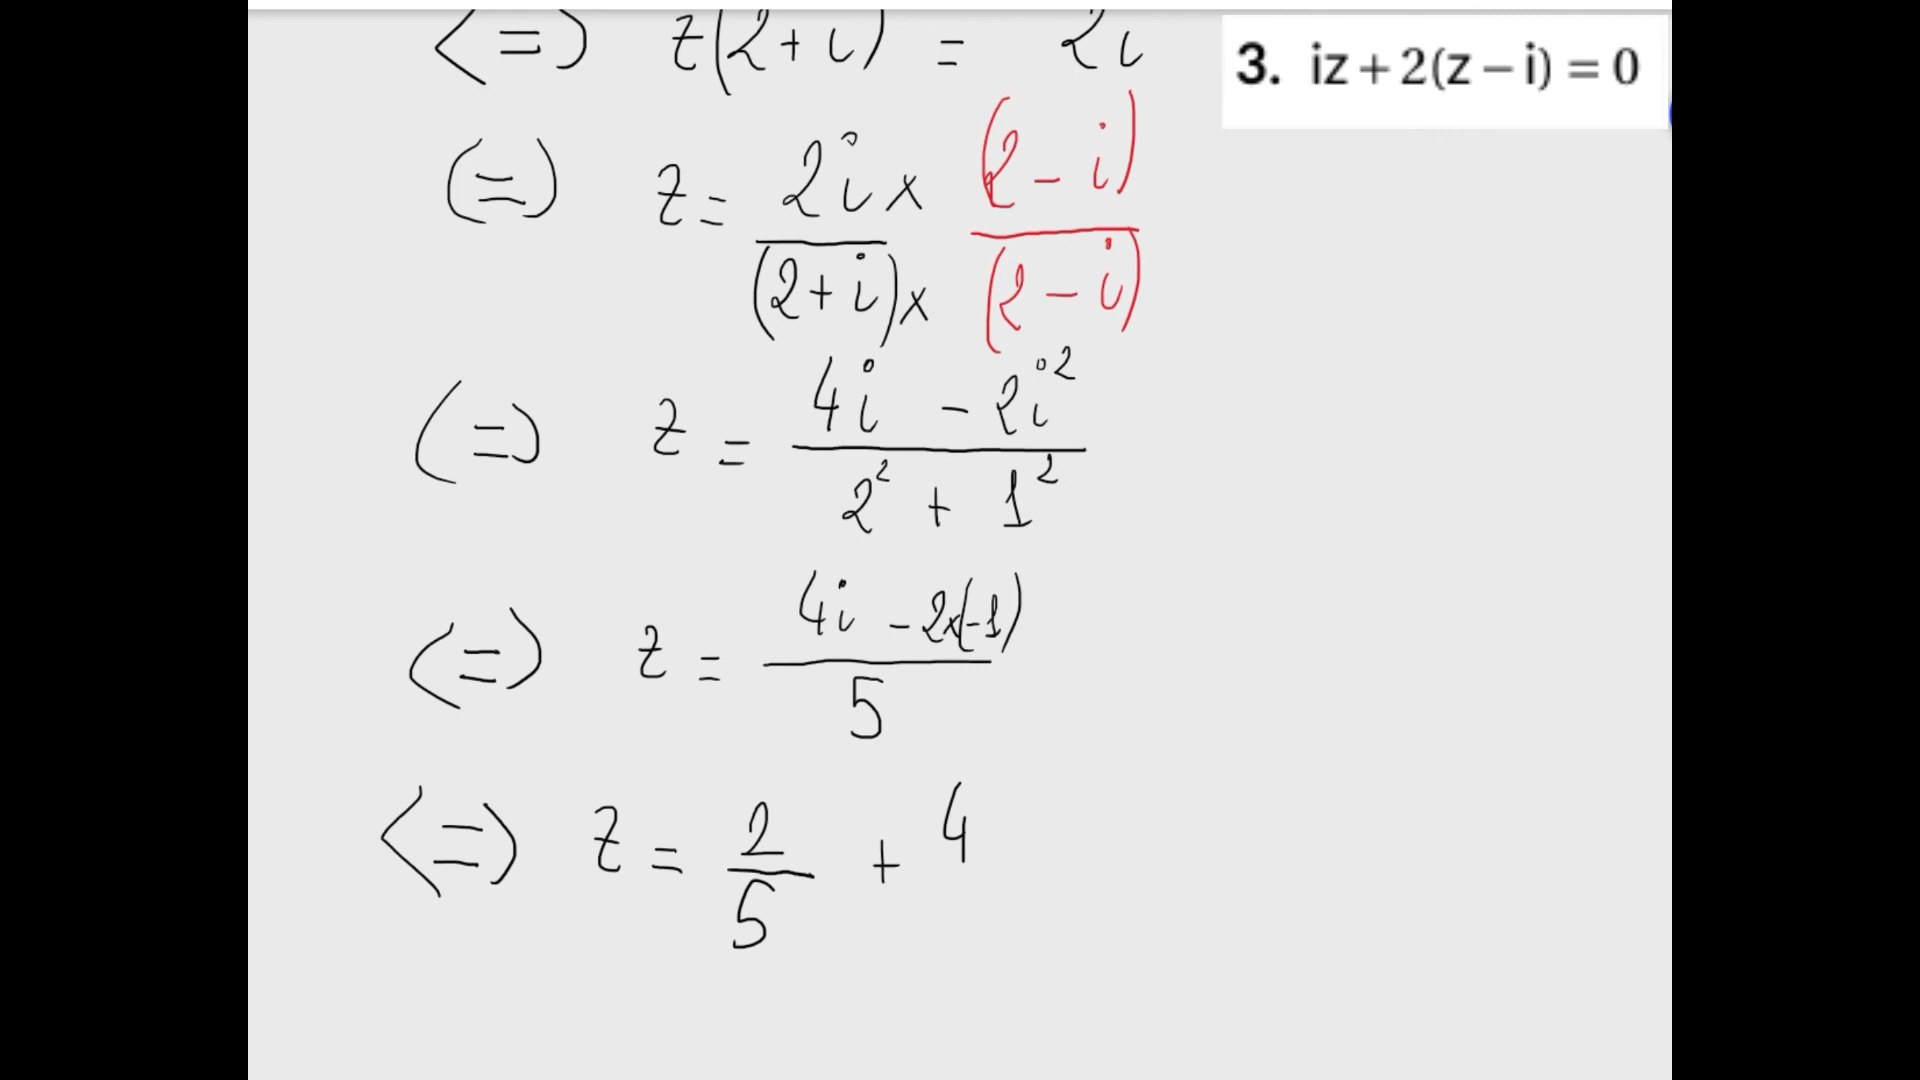 <=> z(2+i) = 2i
3. iz + 2(z – i) = 0
(=) z = 2i x (2 - i)
(2+i) x (2 - i)
(=) z = 4i - 2i²
2² + 1²
<=> z = 4i - 2x(-1)
5
<=> z = 2 + 4
5